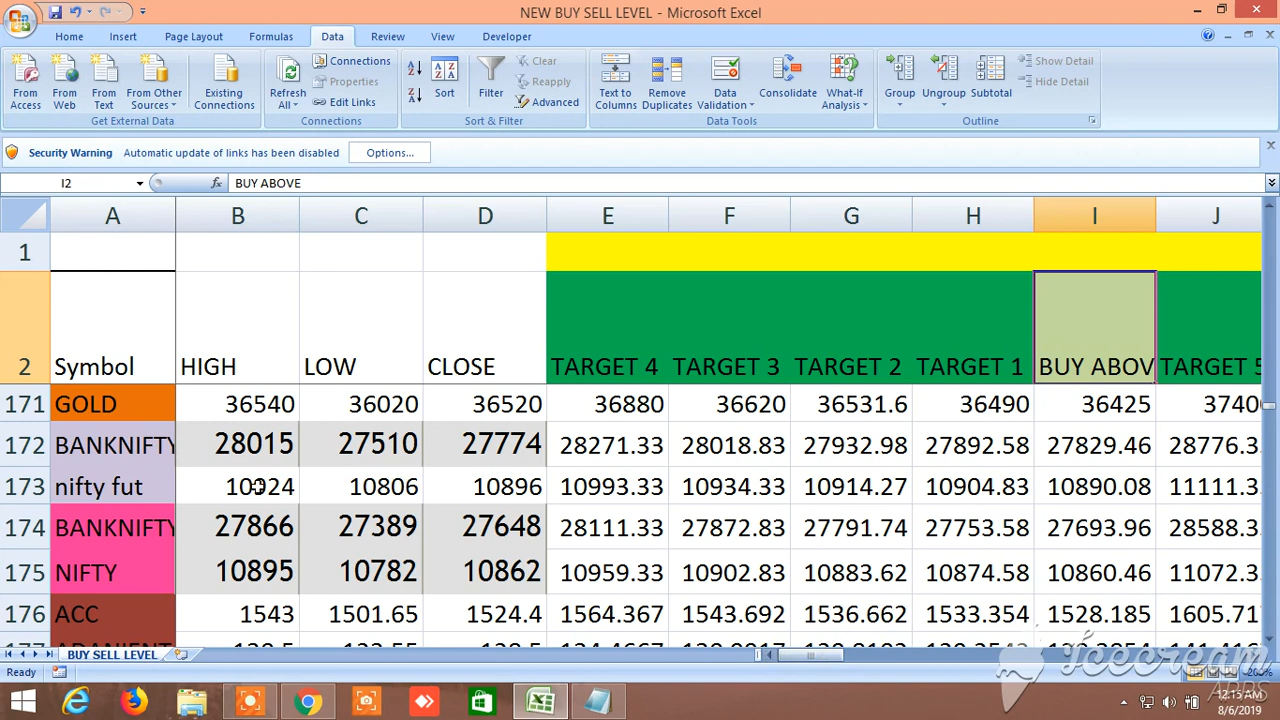 NEW BUY SELL LEVEL - Microsoft Excel
Home Insert Page Layout Formulas Data Review View Developer
From Access
From Web
From Text
From Other Sources
Existing Connections
Get External Data
Refresh All
Connections
Properties
Edit Links
Connections
Sort
Filter
Clear
Reapply
Advanced
Sort & Filter
Text to Columns
Remove Duplicates
Data Validation
Consolidate
What-If Analysis
Data Tools
Group
Ungroup
Subtotal
Show Detail
Hide Detail
Outline
Security Warning Automatic update of links has been disabled Options...
I2 fx BUY ABOVE
A B C D E F G H I J
1
2 Symbol HIGH LOW CLOSE TARGET 4 TARGET 3 TARGET 2 TARGET 1 BUY ABOV TARGET 5
171 GOLD 36540 36020 36520 36880 36620 36531.6 36490 36425 3740
172 BANKNIFTY 28015 27510 27774 28271.33 28018.83 27932.98 27892.58 27829.46 28776.3
173 nifty fut 10924 10806 10896 10993.33 10934.83 10914.27 10904.83 10890.08 11111.3
174 BANKNIFTY 27866 27389 27648 28111.33 27872.83 27791.74 27753.58 27693.96 28588.3
175 NIFTY 10895 10782 10862 10959.33 10902.83 10883.62 10874.58 10860.46 11072.3
176 ACC 1543 1501.65 1524.4 1564.367 1543.692 1536.662 1533.354 1528.185 1605.71
177 ADANIENT
BUY SELL LEVEL
Ready 200%
Icecream
APPS
12:15 AM
8/6/2019